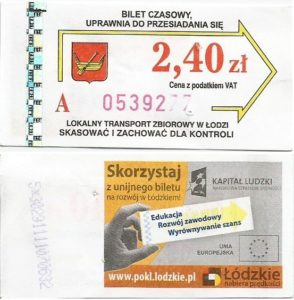 BILET CZASOWY,
UPRAWNIA DO PRZESIADANIA SIĘ
2,40 zł
Cena z podatkiem VAT
A 0539277
LOKALNY TRANSPORT ZBIOROWY W ŁODZI
SKASOWAĆ I ZACHOWAĆ DLA KONTROLI
Skorzystaj
z unijnego biletu
na rozwój w Łódzkiem!
KAPITAŁ LUDZKI
NARODOWA STRATEGIA SPÓJNOŚCI
Edukacja
Rozwój zawodowy
Wyrównywanie szans
UNIA
EUROPEJSKA
www.pokl.lodzkie.pl
Łódzkie
nabiera prędkości